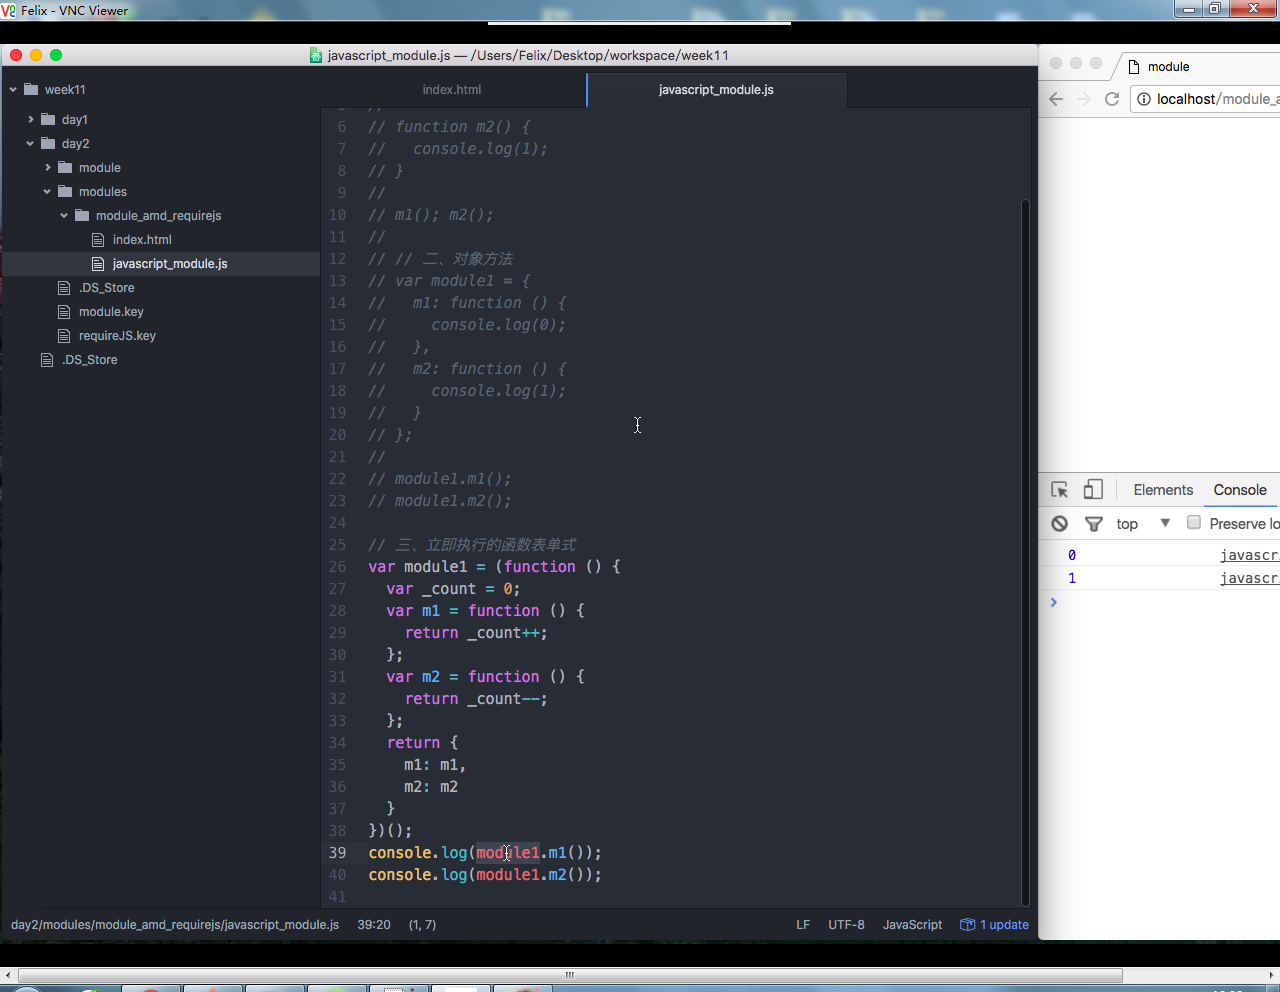 Felix - VNC Viewer
javascript_module.js — /Users/Felix/Desktop/workspace/week11
week11
day1
day2
module
modules
module_amd_requirejs
index.html
javascript_module.js
.DS_Store
module.key
requireJS.key
.DS_Store
index.html
javascript_module.js
6 // function m2() {
7 //   console.log(1);
8 // }
9 //
10 // m1(); m2();
11 //
12 // // 二、对象方法
13 // var module1 = {
14 //   m1: function () {
15 //     console.log(0);
16 //   },
17 //   m2: function () {
18 //     console.log(1);
19 //   }
20 // };
21 //
22 // module1.m1();
23 // module1.m2();
24
25 // 三、立即执行的函数表单式
26 var module1 = (function () {
27   var _count = 0;
28   var m1 = function () {
29     return _count++;
30   };
31   var m2 = function () {
32     return _count--;
33   };
34   return {
35     m1: m1,
36     m2: m2
37   }
38 })();
39 console.log(module1.m1());
40 console.log(module1.m2());
41
day2/modules/module_amd_requirejs/javascript_module.js 39:20 (1, 7)
LF UTF-8 JavaScript 1 update
module
localhost/module_a
Elements Console
top Preserve lo
0 javascr
1 javascr